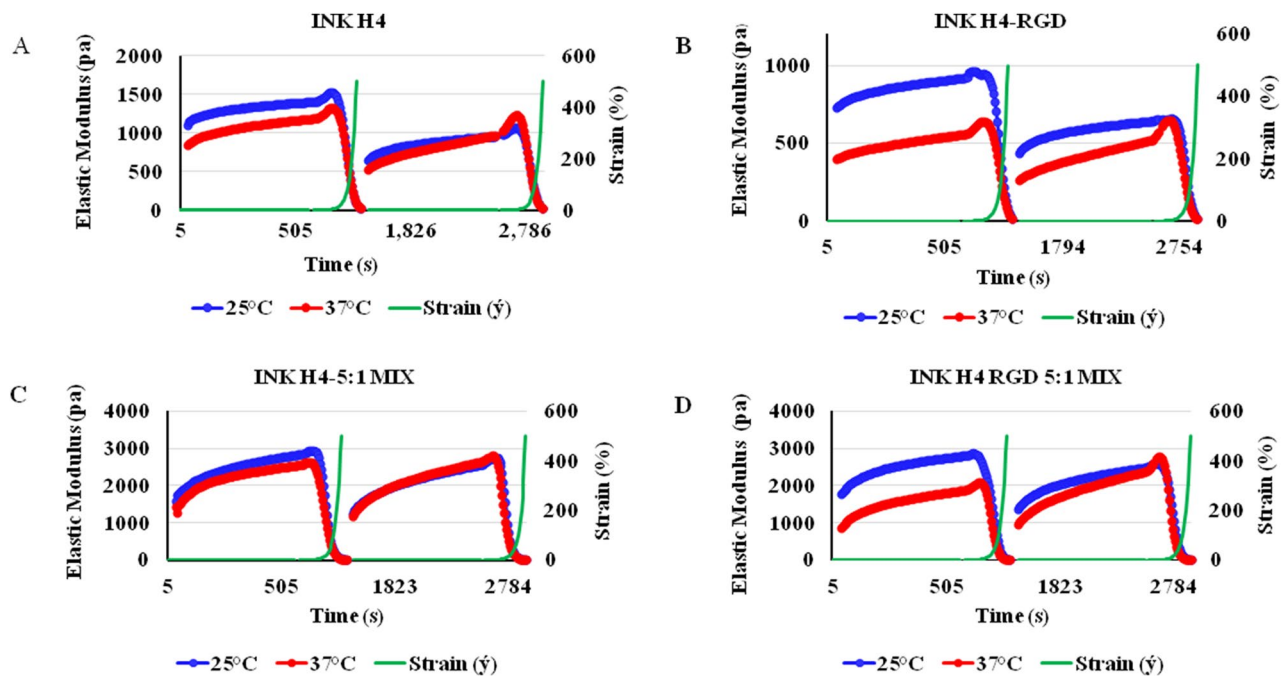 A
INK H4
Elastic Modulus (pa)
2000
1500
1000
500
0
600
400
200
0
Strain (%)
5
505
1,826
2,786
Time (s)
25°C
37°C
Strain (ý)
B
INK H4-RGD
Elastic Modulus (pa)
1000
500
0
600
400
200
0
Strain (%)
5
505
1794
2754
Time (s)
25°C
37°C
Strain (ý)
C
INK H4-5:1 MIX
Elastic Modulus (pa)
4000
3000
2000
1000
0
600
400
200
0
Strain (%)
5
505
1823
2784
Time (s)
25°C
37°C
Strain (ý)
D
INK H4 RGD 5:1 MIX
Elastic Modulus (pa)
4000
3000
2000
1000
0
600
400
200
0
Strain (%)
5
505
1823
2784
Time (s)
25°C
37°C
Strain (ý)